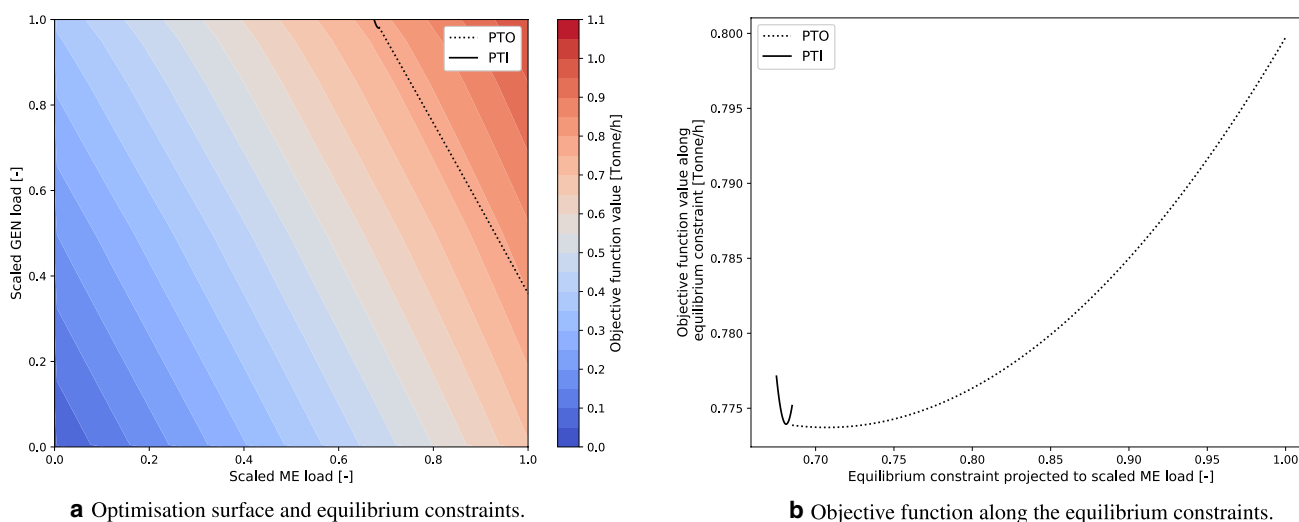 1.0
0.8
0.6
0.4
0.2
0.0
Scaled GEN load [-]
0.0 0.2 0.4 0.6 0.8 1.0
Scaled ME load [-]
PTO
PTI
1.1
1.0
0.9
0.8
0.7
0.6
0.5
0.4
0.3
0.2
0.1
0.0
Objective function value [Tonne/h]
a Optimisation surface and equilibrium constraints.
PTO
PTI
0.800
0.795
0.790
0.785
0.780
0.775
Objective function value along
equilibrium constraint [Tonne/h]
0.70 0.75 0.80 0.85 0.90 0.95 1.00
Equilibrium constraint projected to scaled ME load [-]
b Objective function along the equilibrium constraints.